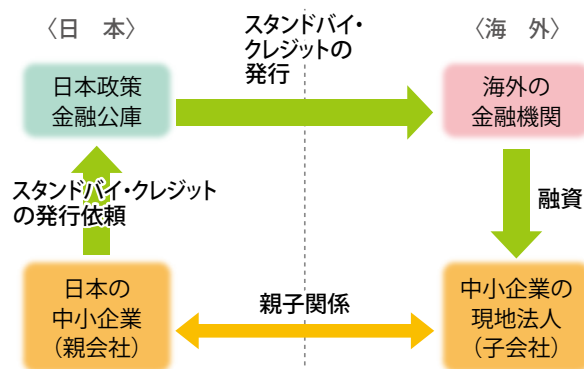 〈日　本〉
スタンドバイ・
クレジットの
発行
〈海　外〉
日本政策
金融公庫
海外の
金融機関
スタンドバイ・クレジット
の発行依頼
融資
日本の
中小企業
（親会社）
親子関係
中小企業の
現地法人
（子会社）